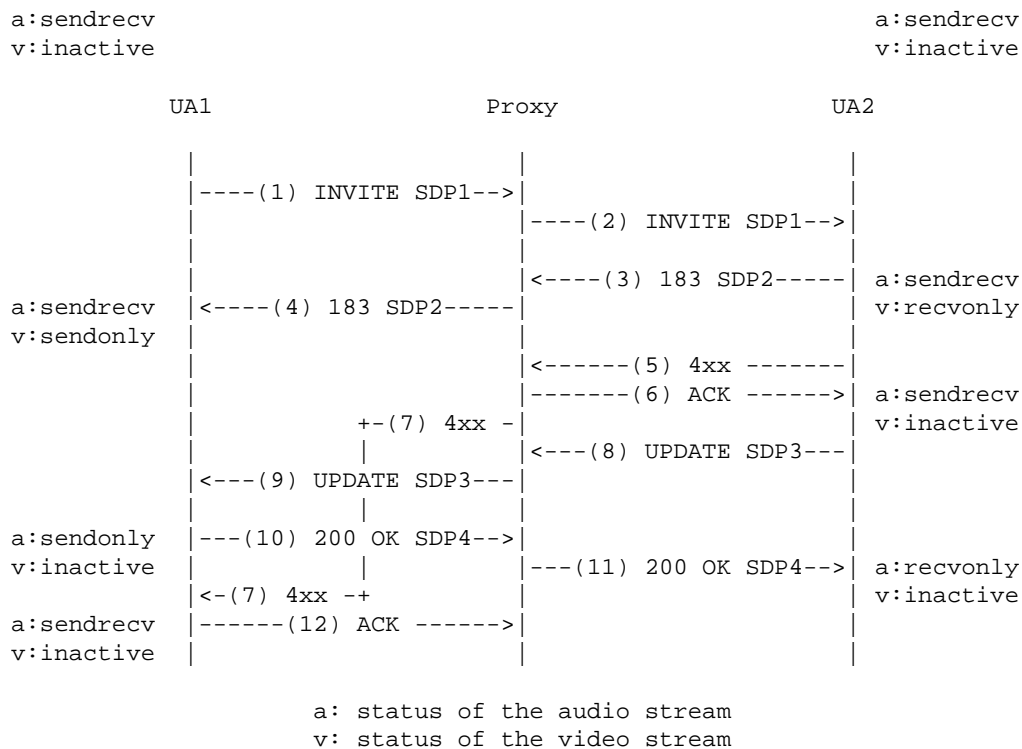 a:sendrecv                                                    a:sendrecv
v:inactive                                                    v:inactive
UA1                       Proxy                      UA2
----(1) INVITE SDP1-->
----(2) INVITE SDP1-->
<----(3) 183 SDP2----- a:sendrecv
a:sendrecv <----(4) 183 SDP2----- v:recvonly
v:sendonly
<------(5) 4xx -------
-------(6) ACK ------> a:sendrecv
+-(7) 4xx - v:inactive
<---(8) UPDATE SDP3---
<---(9) UPDATE SDP3---
a:sendonly ---(10) 200 OK SDP4-->
v:inactive ---(11) 200 OK SDP4--> a:recvonly
<-(7) 4xx -+ v:inactive
a:sendrecv ------(12) ACK ------>
v:inactive
a: status of the audio stream
v: status of the video stream